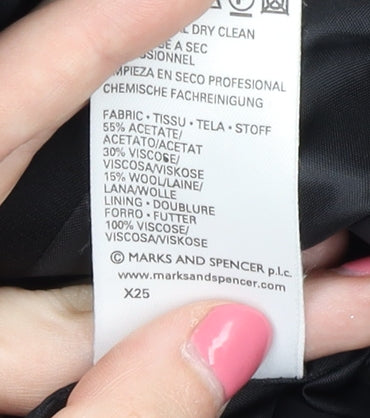 DRY CLEAN
A SEC
PIEZA EN SECO PROFESIONAL
CHEMISCHE FACHREINIGUNG
FABRIC • TISSU • TELA • STOFF
55% ACETATE/
ACETATO/ACETAT
30% VISCOSE/
VISCOSA/VISKOSE
15% WOOL/LAINE/
LANA/WOLLE
LINING • DOUBLURE
FORRO • FUTTER
100% VISCOSE/
VISCOSA/VISKOSE
© MARKS AND SPENCER p.l.c.
www.marksandspencer.com
X25